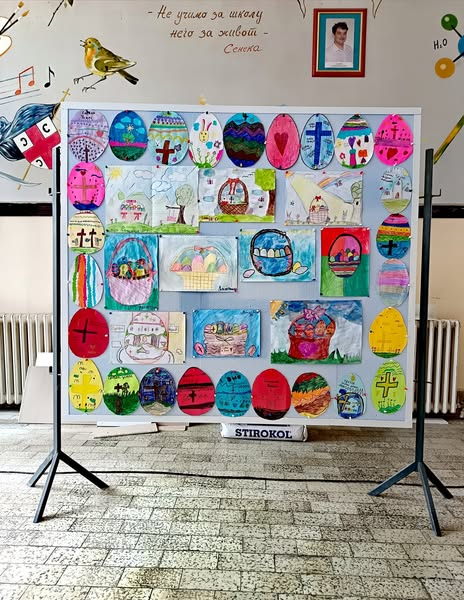 - Не учимо за школу
него за живот -
Сенека
H₂O
STIROKOL